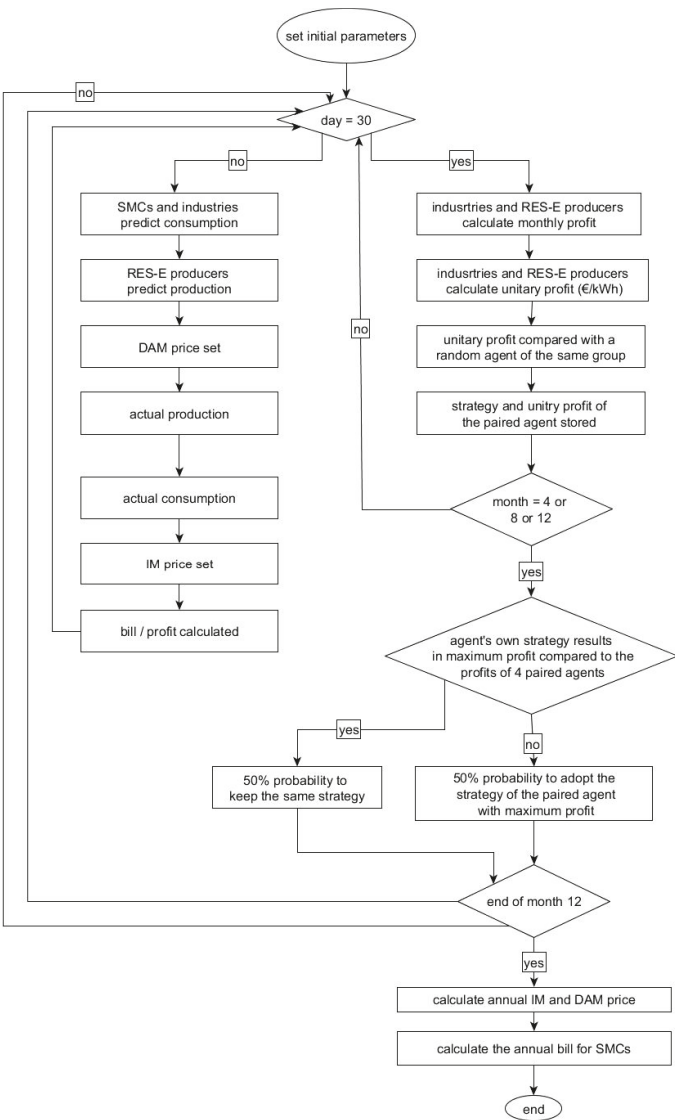 set initial parameters
no
day = 30
no
yes
SMCs and industries
predict consumption
indusrtries and RES-E producers
calculate monthly profit
RES-E producers
predict production
indusrtries and RES-E producers
calculate unitary profit (€/kWh)
no
DAM price set
unitary profit compared with a
random agent of the same group
actual production
strategy and unitry profit of
the paired agent stored
actual consumption
month = 4 or
8 or 12
IM price set
yes
bill / profit calculated
agent's own strategy results
in maximum profit compared to the
profits of 4 paired agents
yes
no
50% probability to
keep the same strategy
50% probability to adopt the
strategy of the paired agent
with maximum profit
end of month 12
yes
calculate annual IM and DAM price
calculate the annual bill for SMCs
end